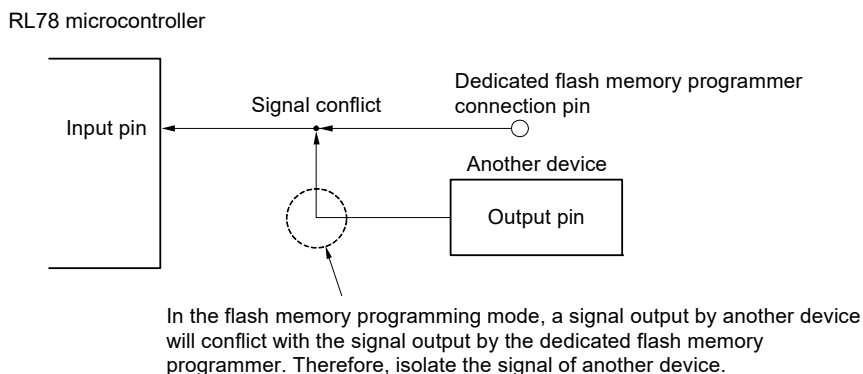 RL78 microcontroller
Dedicated flash memory programmer
connection pin
Signal conflict
Input pin
Another device
Output pin
In the flash memory programming mode, a signal output by another device
will conflict with the signal output by the dedicated flash memory
programmer. Therefore, isolate the signal of another device.